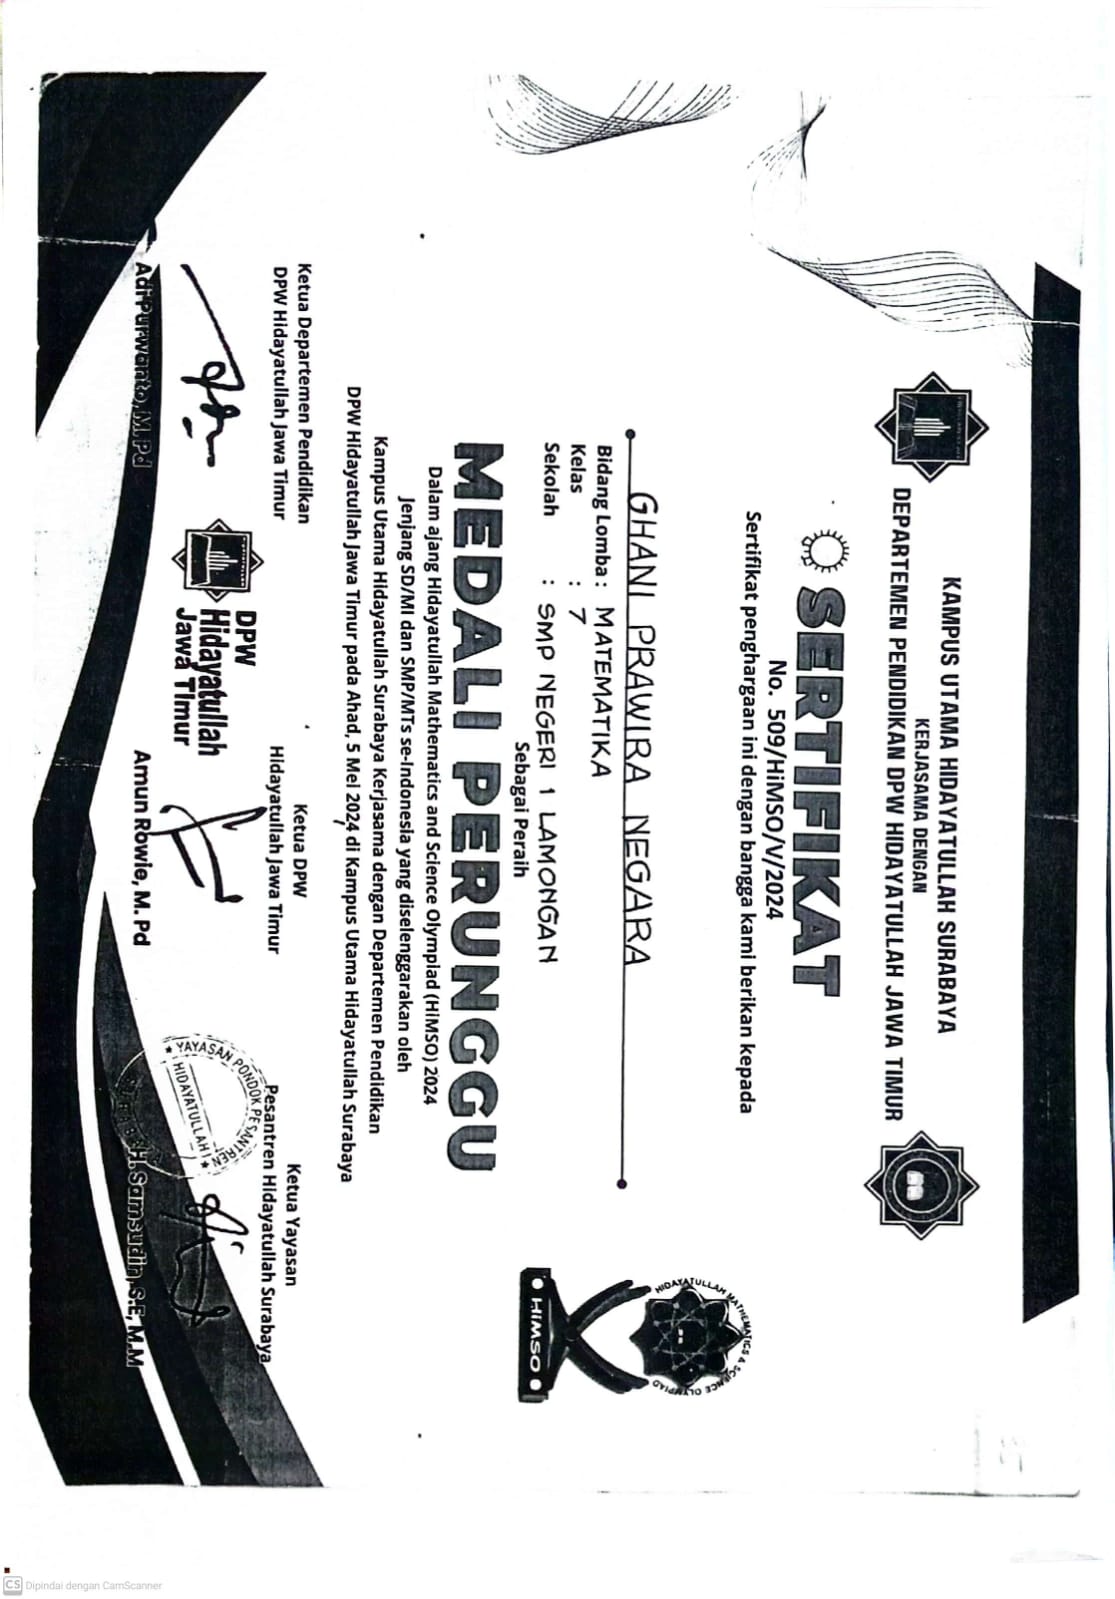 KAMPUS UTAMA HIDAYATULLAH SURABAYA
KERJASAMA DENGAN
DEPARTEMEN PENDIDIKAN DPW HIDAYATULLAH JAWA TIMUR
SERTIFIKAT
No. 509/HiMSO/V/2024
Sertifikat penghargaan ini dengan bangga kami berikan kepada
GHANI PRAWIRA NEGARA
Bidang Lomba : MATEMATIKA
Kelas : 7
Sekolah : SMP NEGERI 1 LAMONGAN
Sebagai Peraih
MEDALI PERUNGGU
Dalam ajang Hidayatullah Mathematics and Science Olympiad (HiMSO) 2024
Jenjang SD/MI dan SMP/MTs se-Indonesia yang diselenggarakan oleh
Kampus Utama Hidayatullah Surabaya Kerjasama dengan Departemen Pendidikan
DPW Hidayatullah Jawa Timur pada Ahad, 5 Mei 2024 di Kampus Utama Hidayatullah Surabaya
HIDAYATULLAH MATHEMATICS & SCIENCE OLYMPIAD
HiMSO
Ketua Departemen Pendidikan
DPW Hidayatullah Jawa Timur
Adi Purwanto, M. Pd
DPW
Hidayatullah
Jawa Timur
Ketua DPW
Hidayatullah Jawa Timur
Amun Rowie, M. Pd
Ketua Yayasan
Pesantren Hidayatullah Surabaya
YAYASAN PONDOK PESANTREN
HIDAYATULLAH
SURABAYA
H. Samsudin, S.E, M.M
CS Dipindai dengan CamScanner